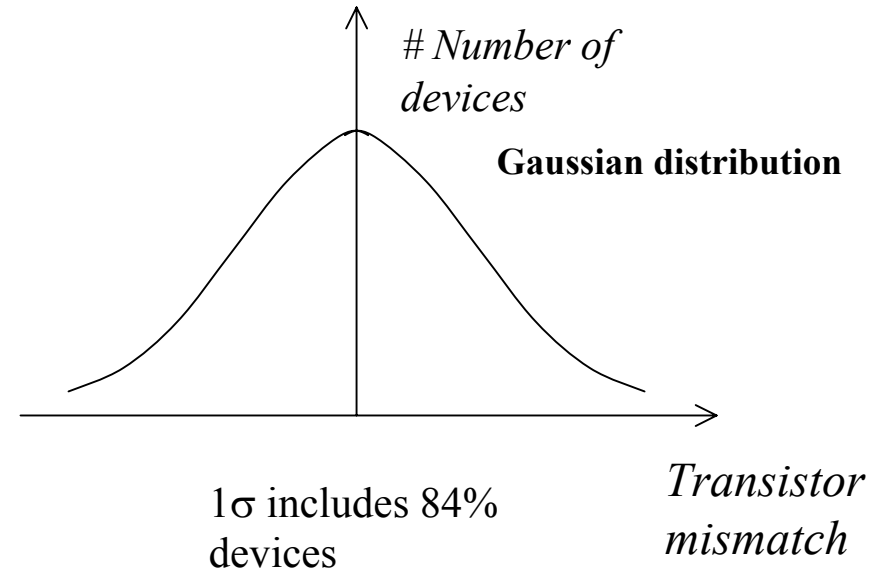 # Number of
devices
Gaussian distribution
1σ includes 84%
devices
Transistor
mismatch